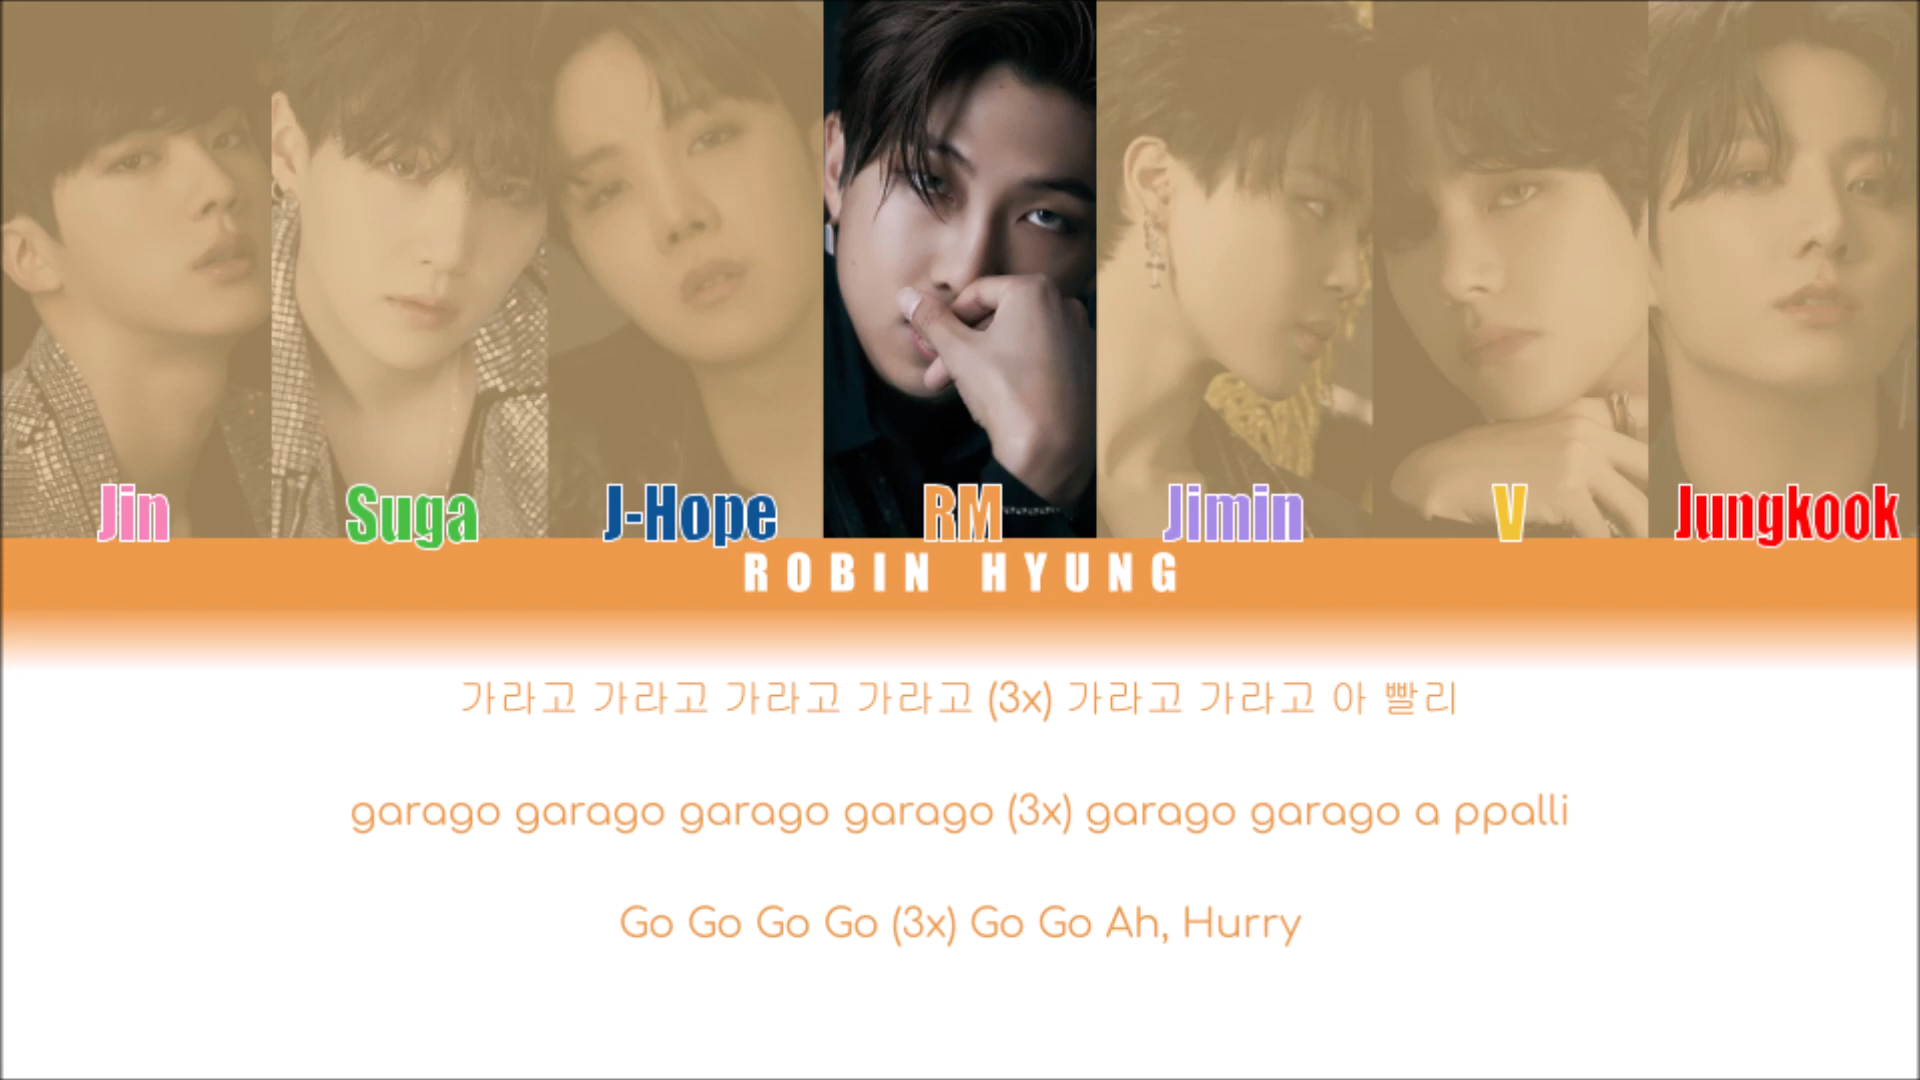 Jin Suga J-Hope RM Jimin V Jungkook
ROBIN HYUNG
가라고 가라고 가라고 가라고 (3x) 가라고 가라고 아 빨리
garago garago garago garago (3x) garago garago a ppalli
Go Go Go Go (3x) Go Go Ah, Hurry